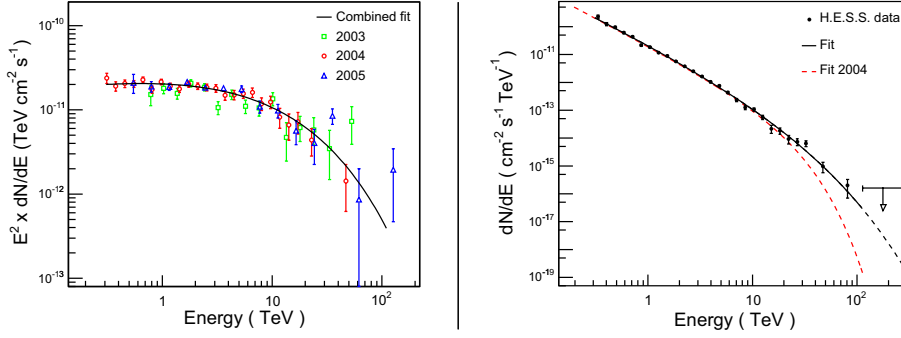 Combined fit
2003
2004
2005
10⁻¹⁰
10⁻¹¹
10⁻¹²
10⁻¹³
E² x dN/dE (TeV cm⁻² s⁻¹)
1
10
10²
Energy ( TeV )
H.E.S.S. data
Fit
Fit 2004
10⁻¹¹
10⁻¹³
10⁻¹⁵
10⁻¹⁷
10⁻¹⁹
dN/dE ( cm⁻² s⁻¹ TeV⁻¹)
1
10
10²
Energy ( TeV )